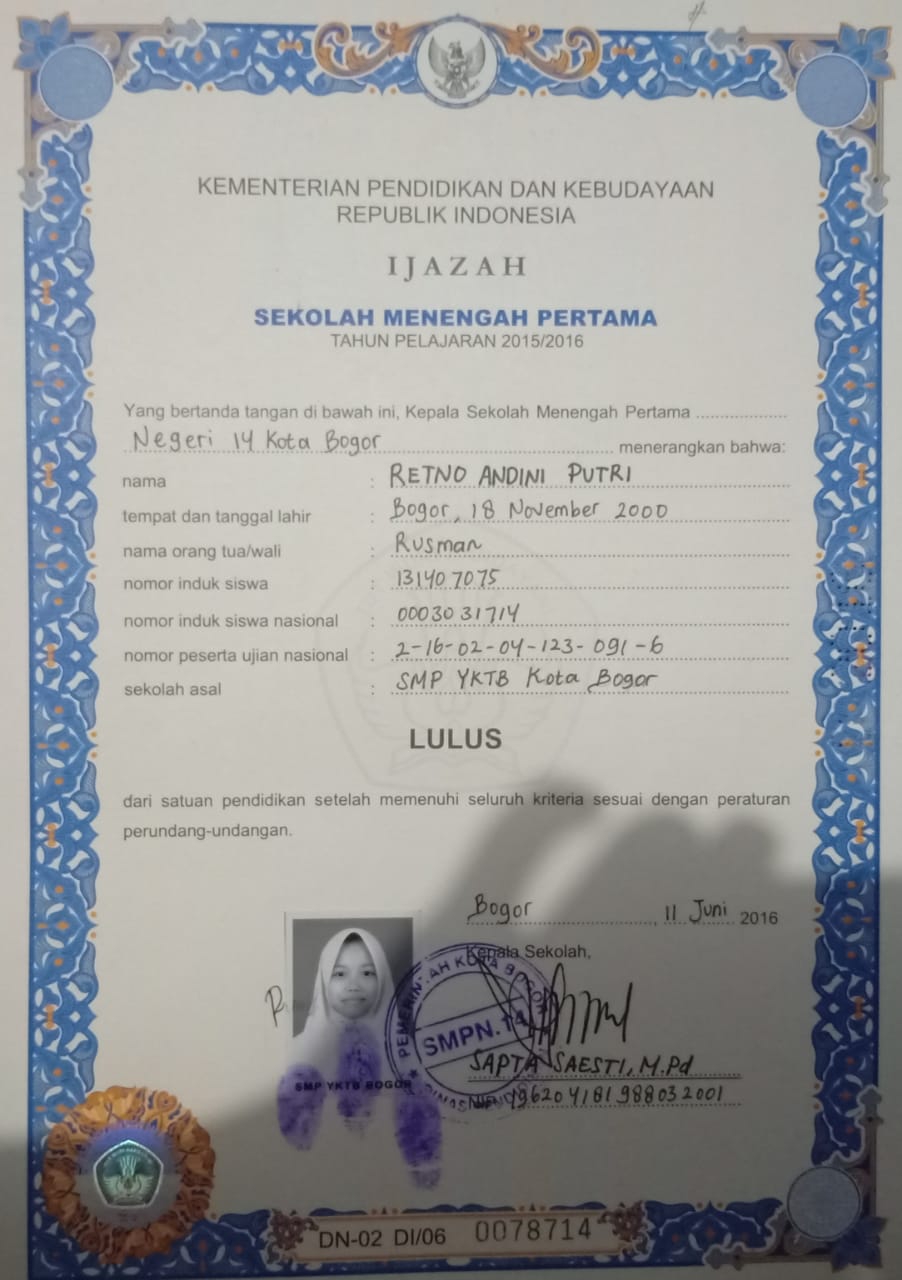 KEMENTERIAN PENDIDIKAN DAN KEBUDAYAAN
REPUBLIK INDONESIA
IJAZAH
SEKOLAH MENENGAH PERTAMA
TAHUN PELAJARAN 2015/2016
Yang bertanda tangan di bawah ini, Kepala Sekolah Menengah Pertama
Negeri 14 Kota Bogor menerangkan bahwa:
nama : RETNO ANDINI PUTRI
tempat dan tanggal lahir : Bogor, 18 November 2000
nama orang tua/wali : Rusman
nomor induk siswa : 131407075
nomor induk siswa nasional : 0003031714
nomor peserta ujian nasional : 2-16-02-04-123-091-6
sekolah asal : SMP YKTB Kota Bogor
LULUS
dari satuan pendidikan setelah memenuhi seluruh kriteria sesuai dengan peraturan
perundang-undangan.
Bogor, 11 Juni 2016
Kepala Sekolah,
PEMERINTAH KOTA BOGOR
SMPN.14
DINAS PENDIDIKAN
SAPTA SAESTI, M.Pd
NIP. 196204181988032001
SMP YKTB BOGOR
DN-02 DI/06 0078714